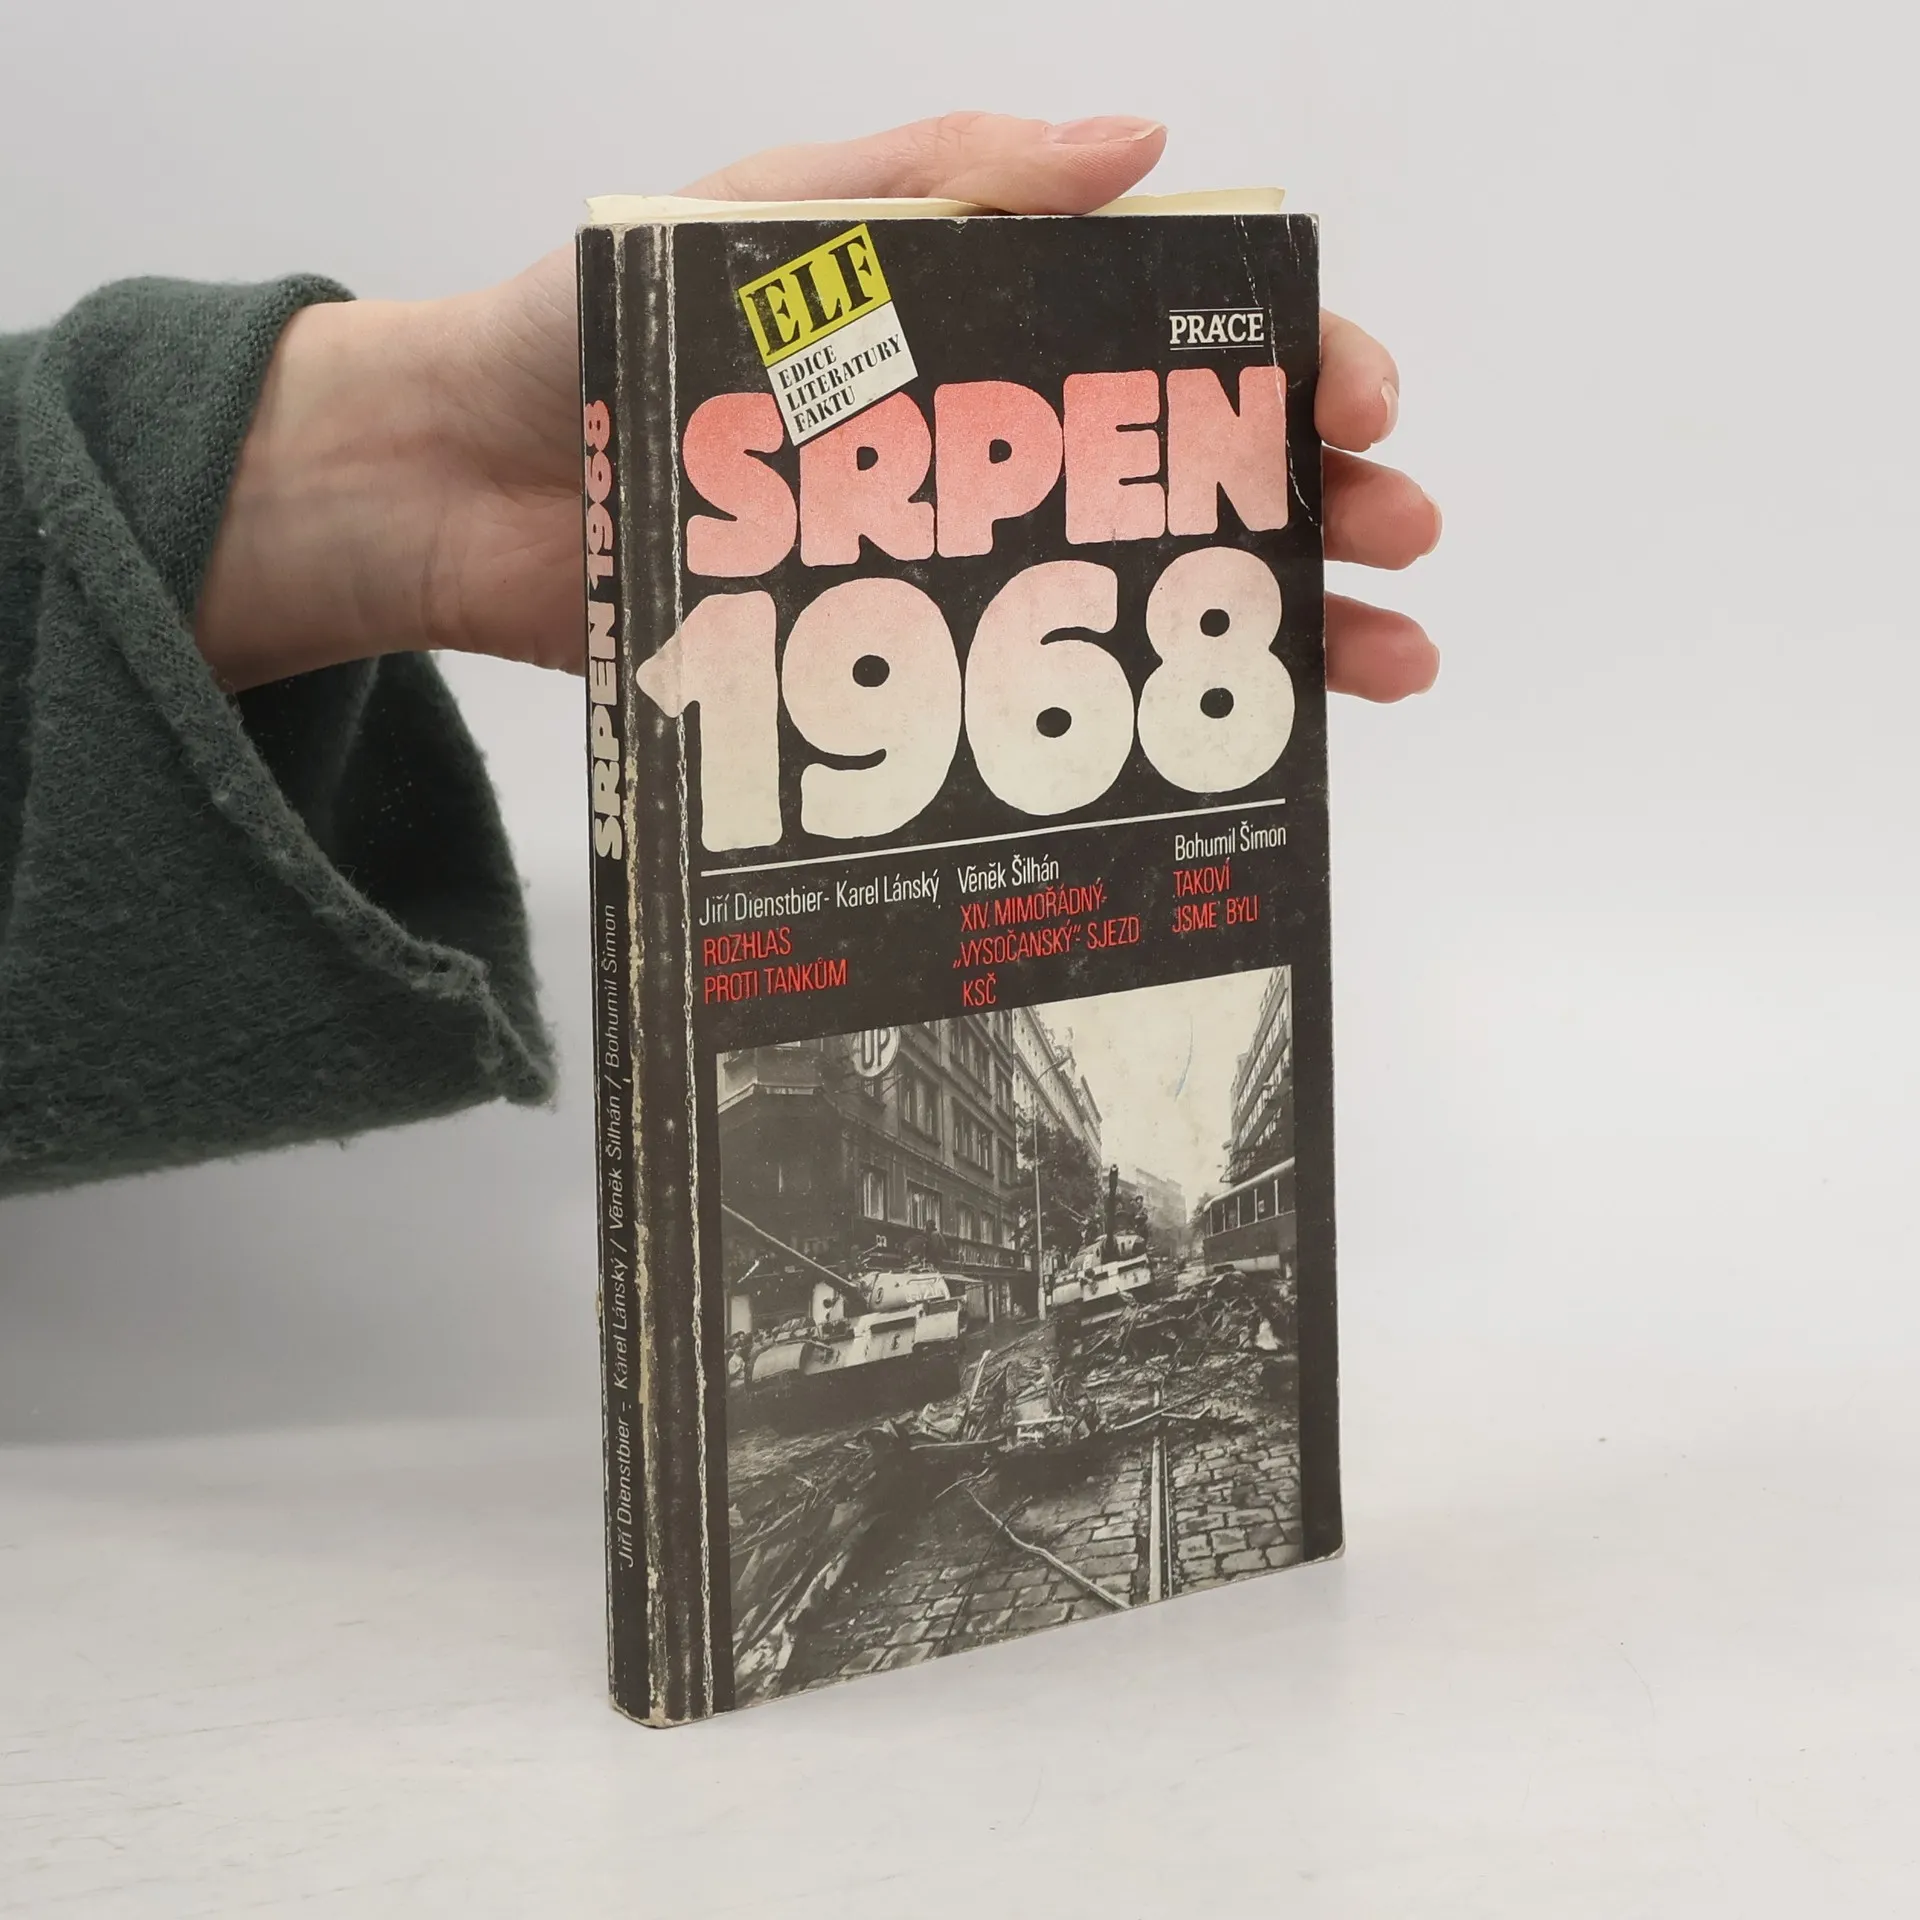 ELF
EDICE
LITERATURY
FAKTU
PRÁCE
SRPEN
1968
Jiří Dienstbier - Karel Lánský
ROZHLAS
PROTI TANKŮM
Věněk Šilhán
XIV. MIMOŘÁDNÝ-
„VYSOČANSKÝ"- SJEZD
KSČ
Bohumil Šimon
TAKOVÍ
JSME BYLI
UP
Jiří Dienstbier - Karel Lánský / Věněk Šilhán / Bohumil Šimon SRPEN 1968